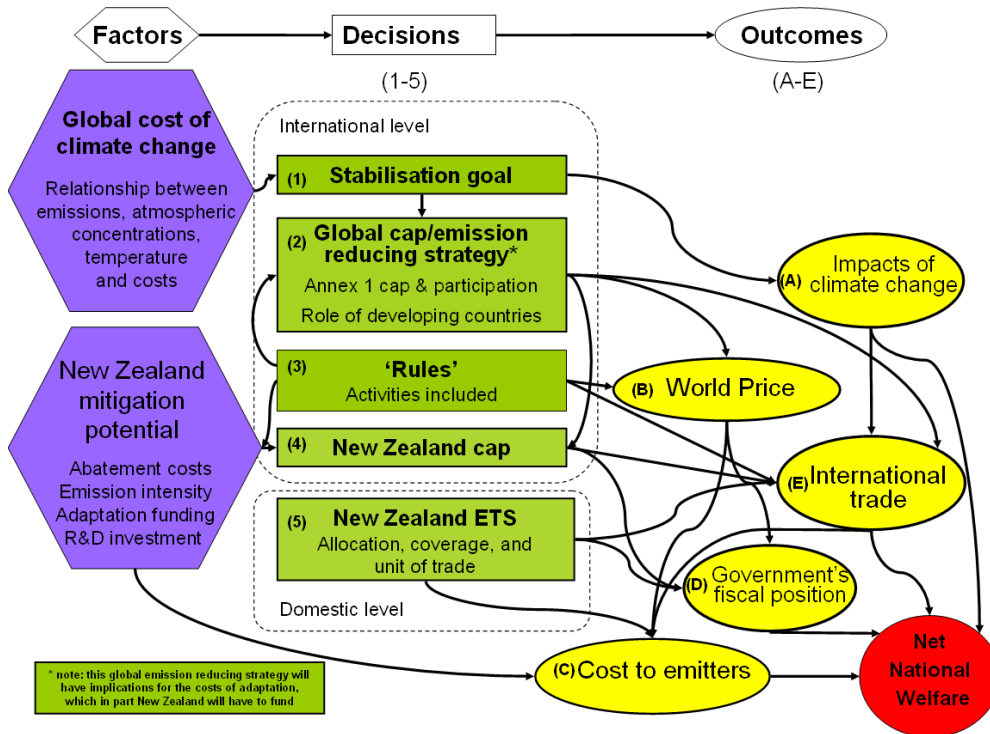 Factors
Decisions
Outcomes
(1-5)
(A-E)
Global cost of
climate change
Relationship between
emissions, atmospheric
concentrations,
temperature
and costs
International level
(1) Stabilisation goal
(2) Global cap/emission
reducing strategy*
Annex 1 cap & participation
Role of developing countries
(3) ‘Rules’
Activities included
(4) New Zealand cap
New Zealand
mitigation
potential
Abatement costs
Emission intensity
Adaptation funding
R&D investment
(5) New Zealand ETS
Allocation, coverage, and
unit of trade
Domestic level
(A) Impacts of
climate change
(B) World Price
(E) International
trade
(D) Government's
fiscal position
(C) Cost to emitters
Net
National
Welfare
* note: this global emission reducing strategy will
have implications for the costs of adaptation,
which in part New Zealand will have to fund